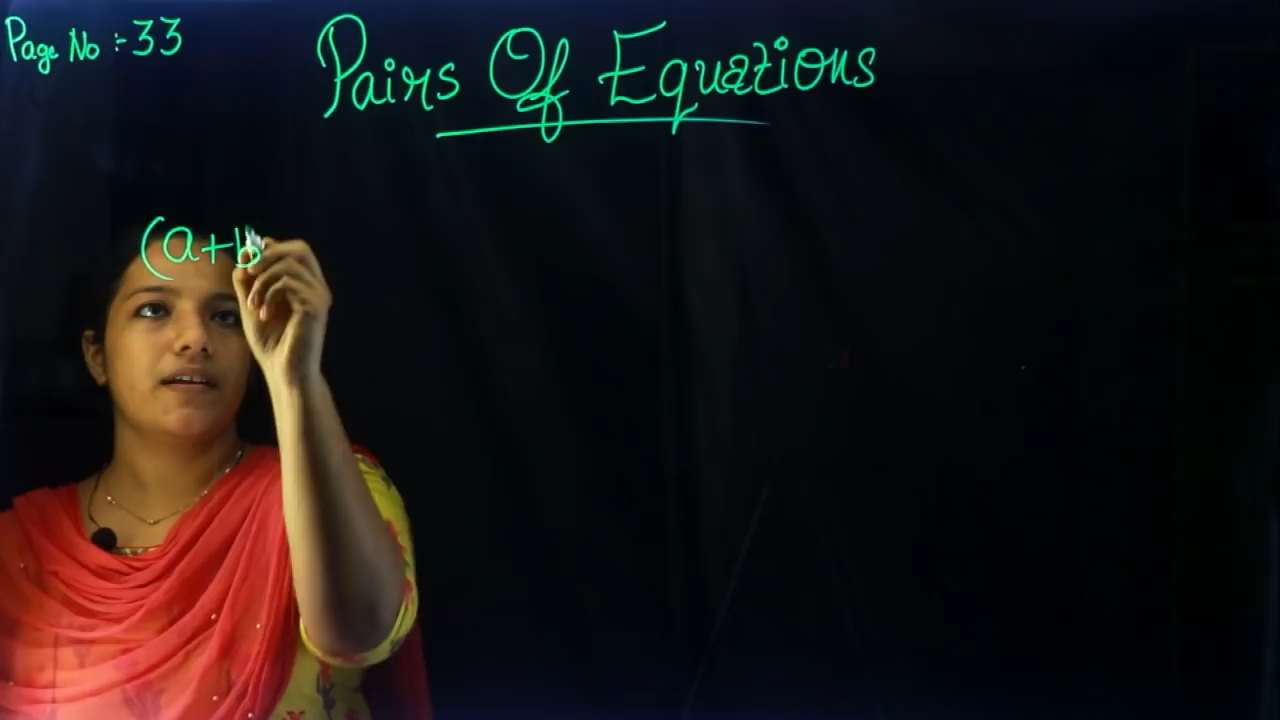 Page No :- 33
Pairs Of Equations
(a+b